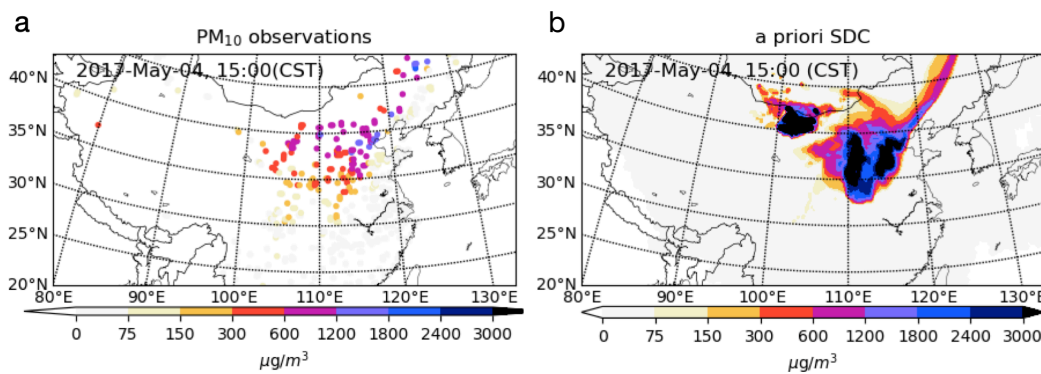 a
PM₁₀ observations
2017-May-04, 15:00(CST)
40°N
35°N
30°N
25°N
20°N
80°E 90°E 100°E 110°E 120°E 130°E
0 75 150 300 600 1200 1800 2400 3000
μg/m³
b
a priori SDC
2017-May-04, 15:00 (CST)
40°N
35°N
30°N
25°N
20°N
80°E 90°E 100°E 110°E 120°E 130°E
0 75 150 300 600 1200 1800 2400 3000
μg/m³